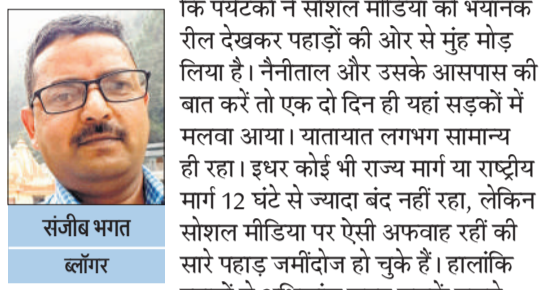 कि पर्यटकों ने सोशल मीडिया की भयानक
रील देखकर पहाड़ों की ओर से मुंह मोड़
लिया है। नैनीताल और उसके आसपास की
बात करें तो एक दो दिन ही यहां सड़कों में
मलवा आया। यातायात लगभग सामान्य
ही रहा। इधर कोई भी राज्य मार्ग या राष्ट्रीय
मार्ग 12 घंटे से ज्यादा बंद नहीं रहा, लेकिन
सोशल मीडिया पर ऐसी अफवाह रहीं की
सारे पहाड़ जमींदोज हो चुके हैं। हालांकि
संजीब भगत
ब्लॉगर